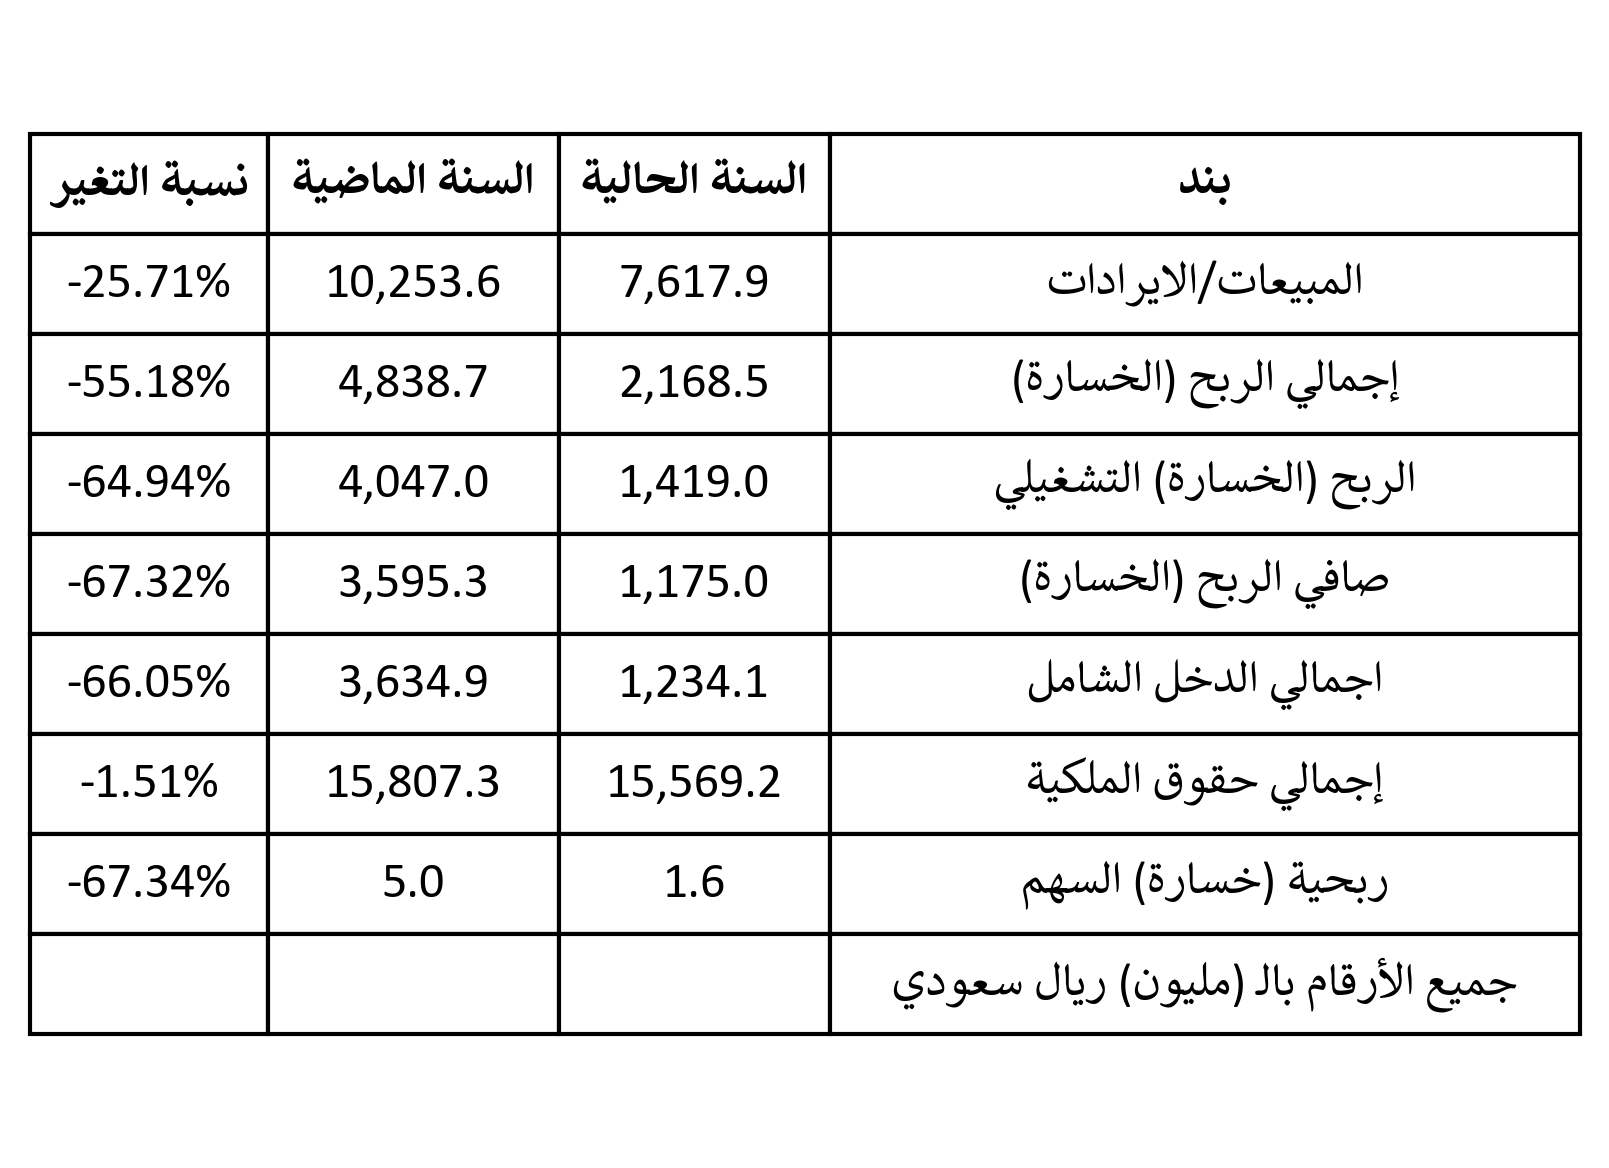 بند السنة الحالية السنة الماضية نسبة التغير
المبيعات/الايرادات 7,617.9 10,253.6 -25.71%
إجمالي الربح (الخسارة) 2,168.5 4,838.7 -55.18%
الربح (الخسارة) التشغيلي 1,419.0 4,047.0 -64.94%
صافي الربح (الخسارة) 1,175.0 3,595.3 -67.32%
اجمالي الدخل الشامل 1,234.1 3,634.9 -66.05%
إجمالي حقوق الملكية 15,569.2 15,807.3 -1.51%
ربحية (خسارة) السهم 1.6 5.0 -67.34%
جميع الأرقام بالـ (مليون) ريال سعودي